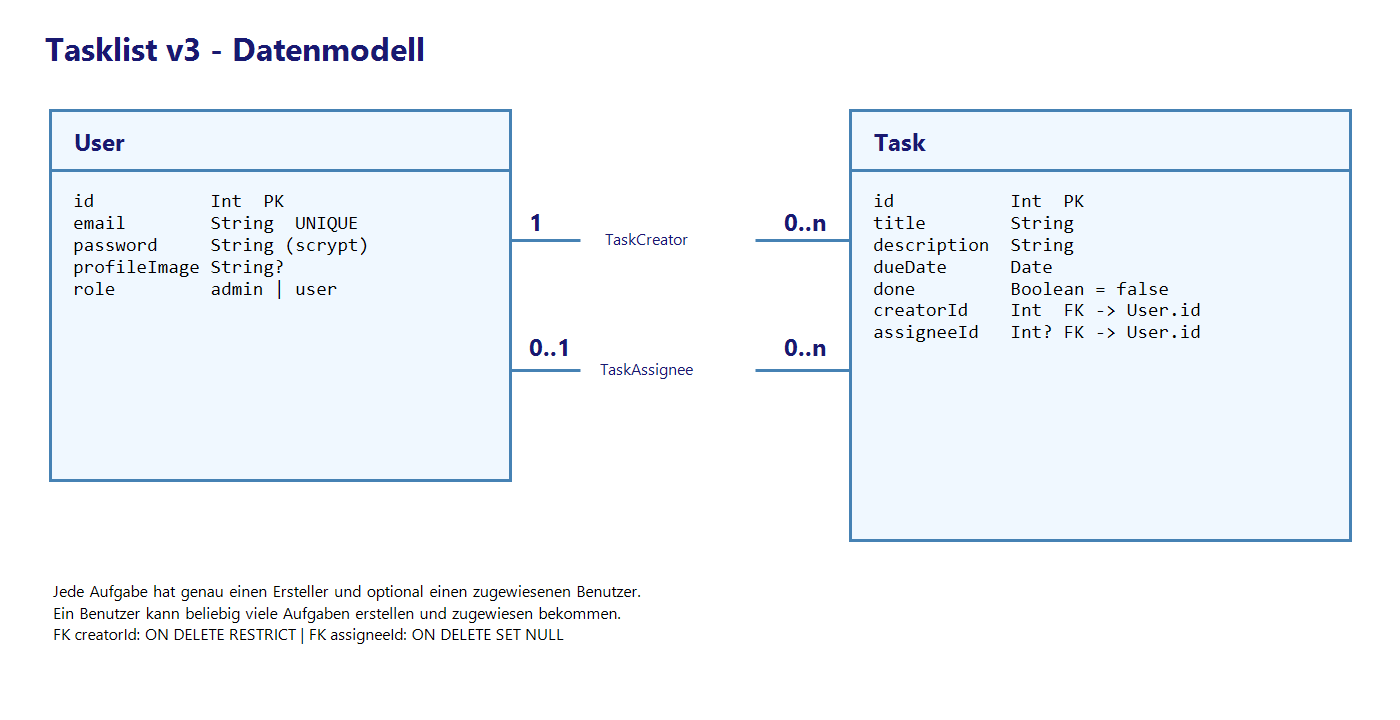 Tasklist v3 - Datenmodell
User
id Int PK
email String UNIQUE
password String (scrypt)
profileImage String?
role admin | user
1
TaskCreator
0..n
0..1
TaskAssignee
0..n
Task
id Int PK
title String
description String
dueDate Date
done Boolean = false
creatorId Int FK -> User.id
assigneeId Int? FK -> User.id
Jede Aufgabe hat genau einen Ersteller und optional einen zugewiesenen Benutzer.
Ein Benutzer kann beliebig viele Aufgaben erstellen und zugewiesen bekommen.
FK creatorId: ON DELETE RESTRICT | FK assigneeId: ON DELETE SET NULL